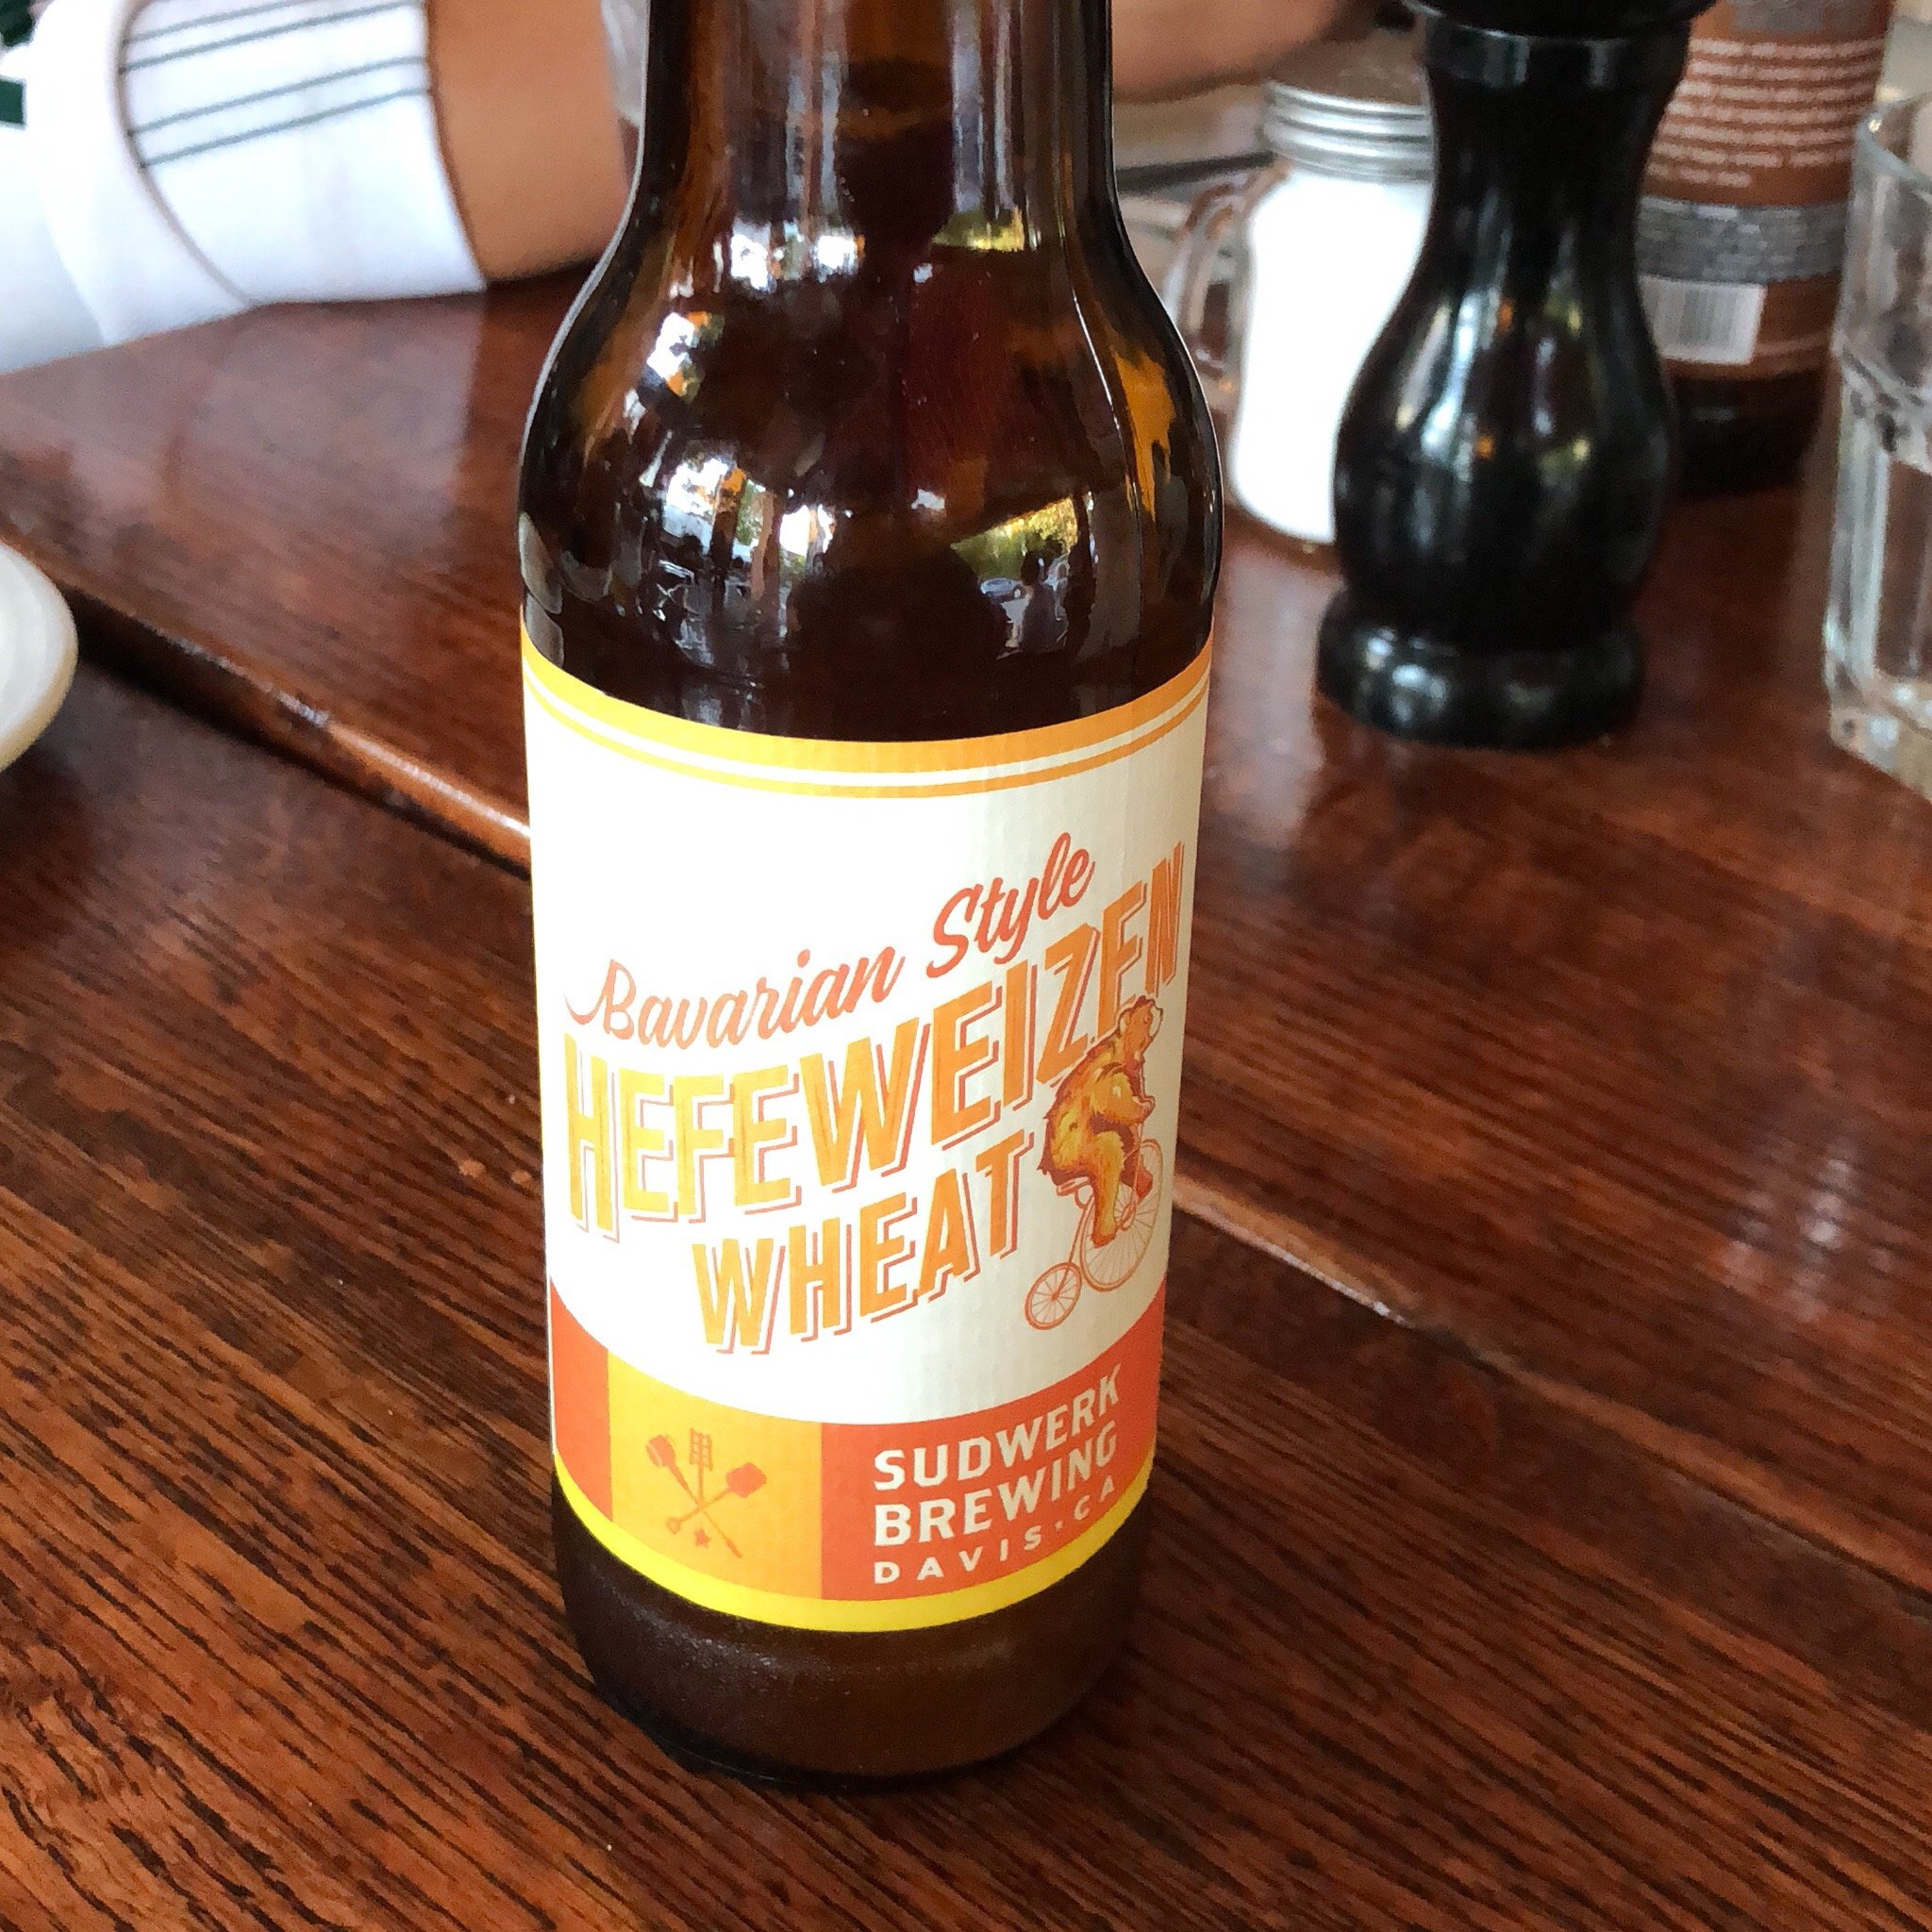 Bavarian Style
HEFEWEIZEN
WHEAT
SUDWERK
BREWING
DAVIS★CA